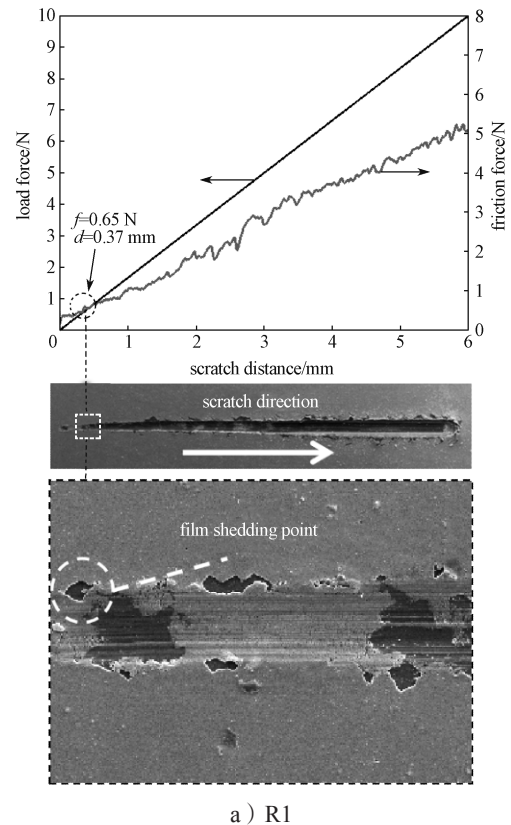 10
9
8
7
6
5
4
3
2
1
0
load force/N
8
7
6
5
4
3
2
1
0
friction force/N
f=0.65 N
d=0.37 mm
0 1 2 3 4 5 6
scratch distance/mm
scratch direction
film shedding point
a）R1